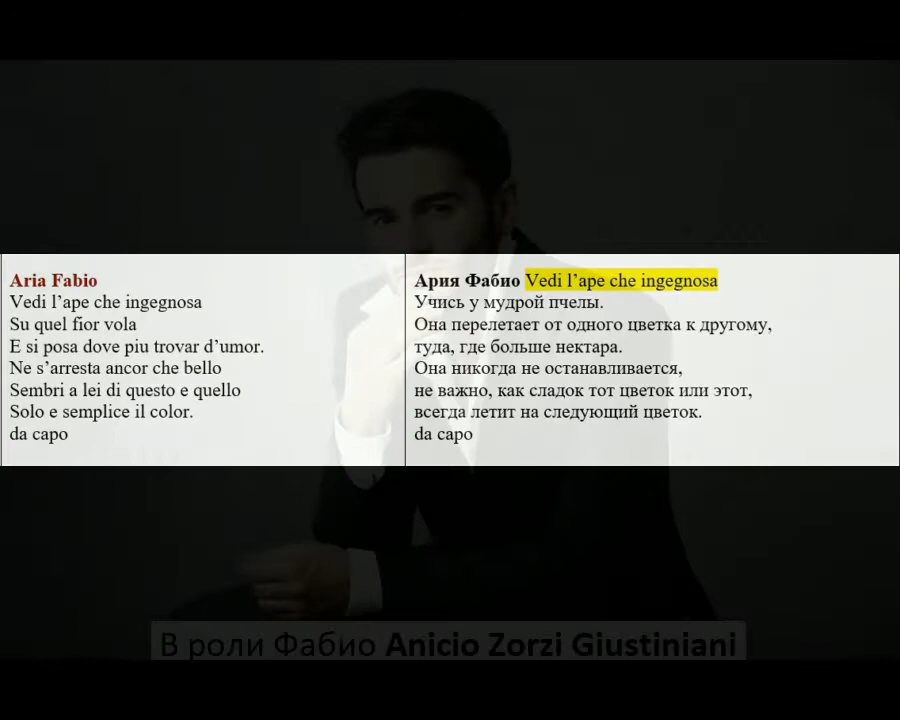 Aria Fabio
Vedi l’ape che ingegnosa
Su quel fior vola
E si posa dove piu trovar d’umor.
Ne s’arresta ancor che bello
Sembri a lei di questo e quello
Solo e semplice il color.
da capo
Ария Фабио Vedi l’ape che ingegnosa
Учись у мудрой пчелы.
Она перелетает от одного цветка к другому,
туда, где больше нектара.
Она никогда не останавливается,
не важно, как сладок тот цветок или этот,
всегда летит на следующий цветок.
da capo
В роли Фабио Anicio Zorzi Giustiniani